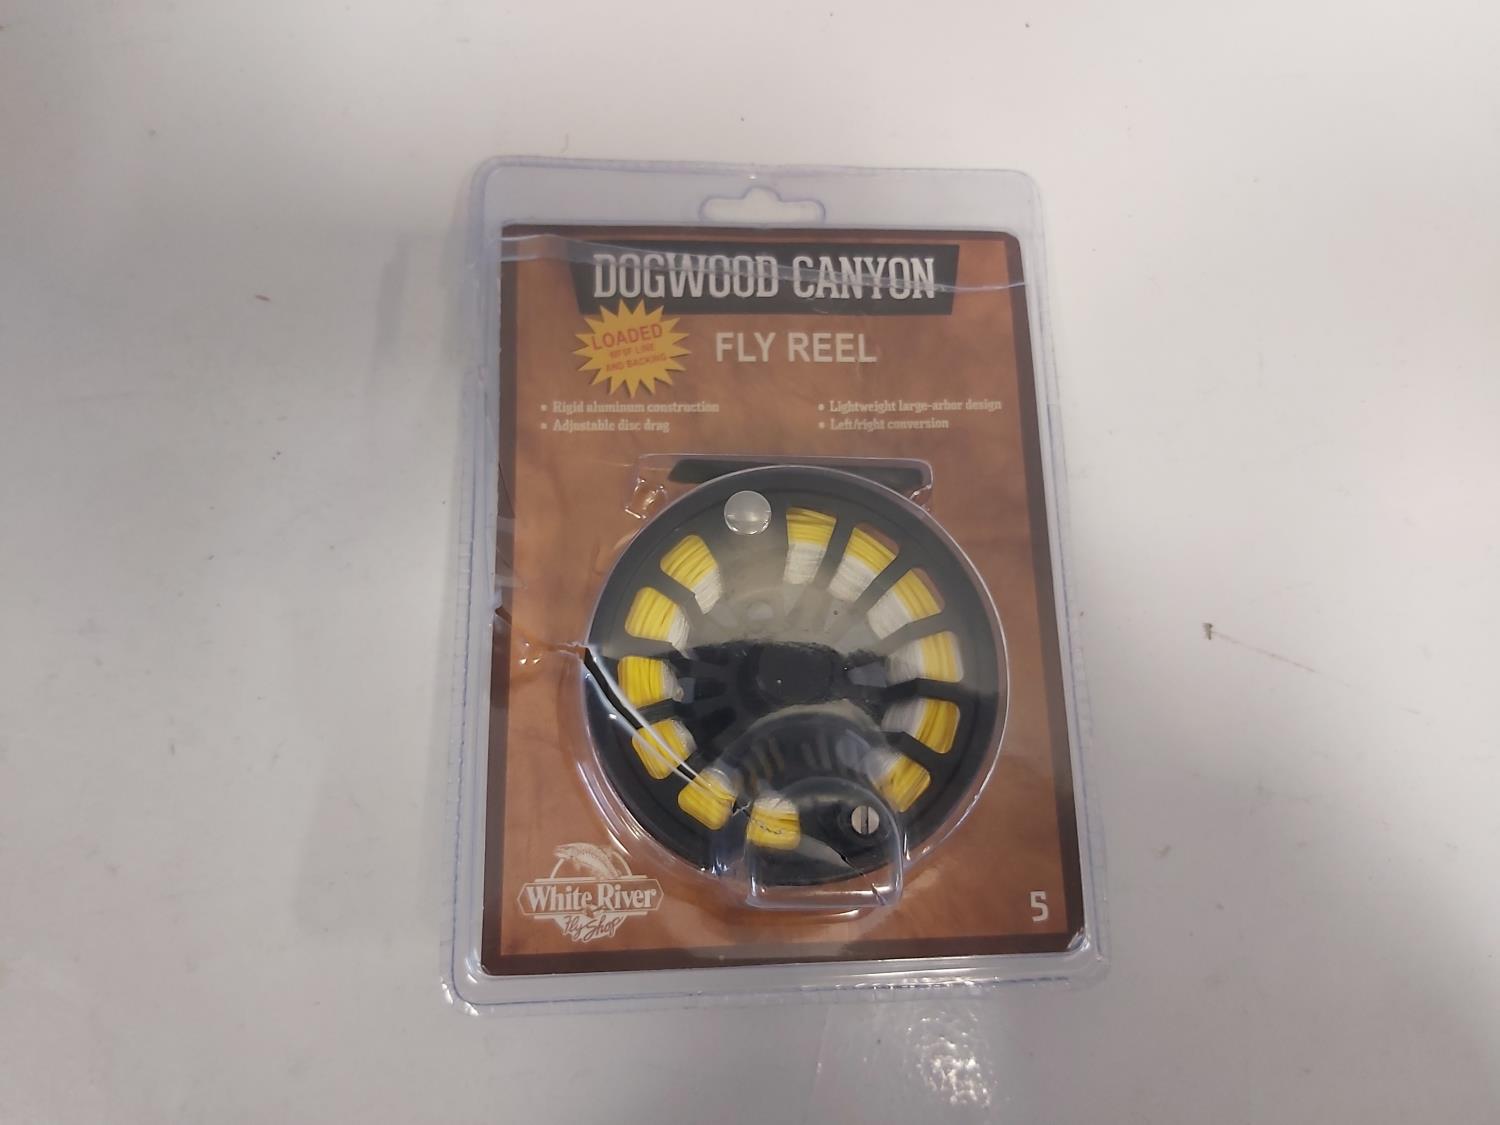 DOGWOOD CANYON
FLY REEL
LOADED
WF5F LINE
AND BACKING
• Rigid aluminum construction
• Adjustable disc drag
• Lightweight large-arbor design
• Left/right conversion
White River
Fly Shop
5